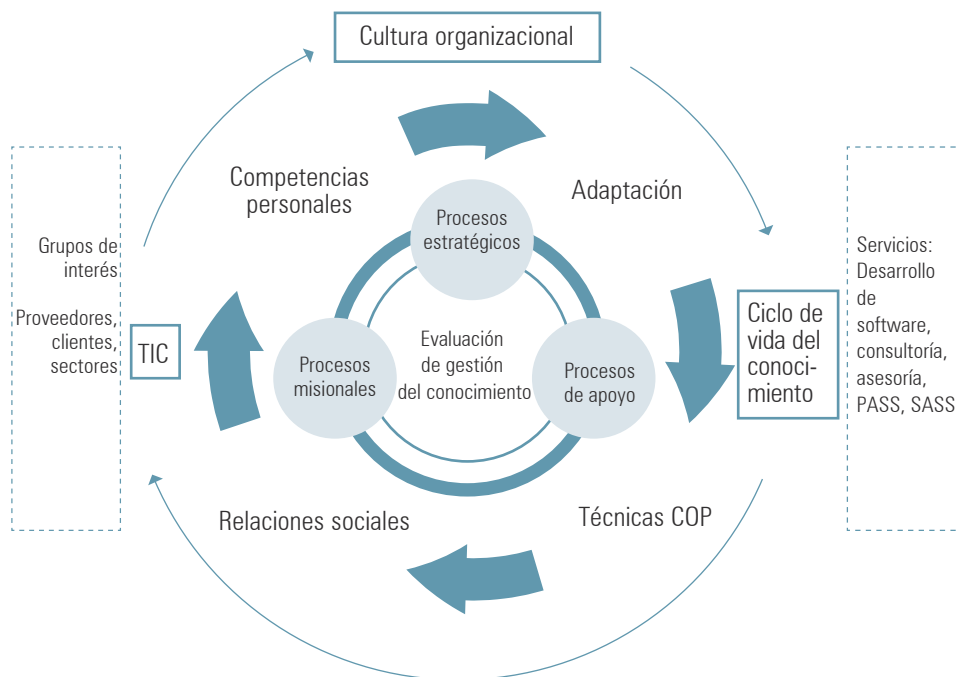 Cultura organizacional
Competencias
personales
Adaptación
Procesos
estratégicos
Grupos de
interés
Proveedores,
clientes,
sectores
TIC
Procesos
misionales
Evaluación
de gestión
del conocimiento
Procesos
de apoyo
Ciclo de
vida del
conoci-
miento
Servicios:
Desarrollo
de
software,
consultoría,
asesoría,
PASS, SASS
Relaciones sociales
Técnicas COP